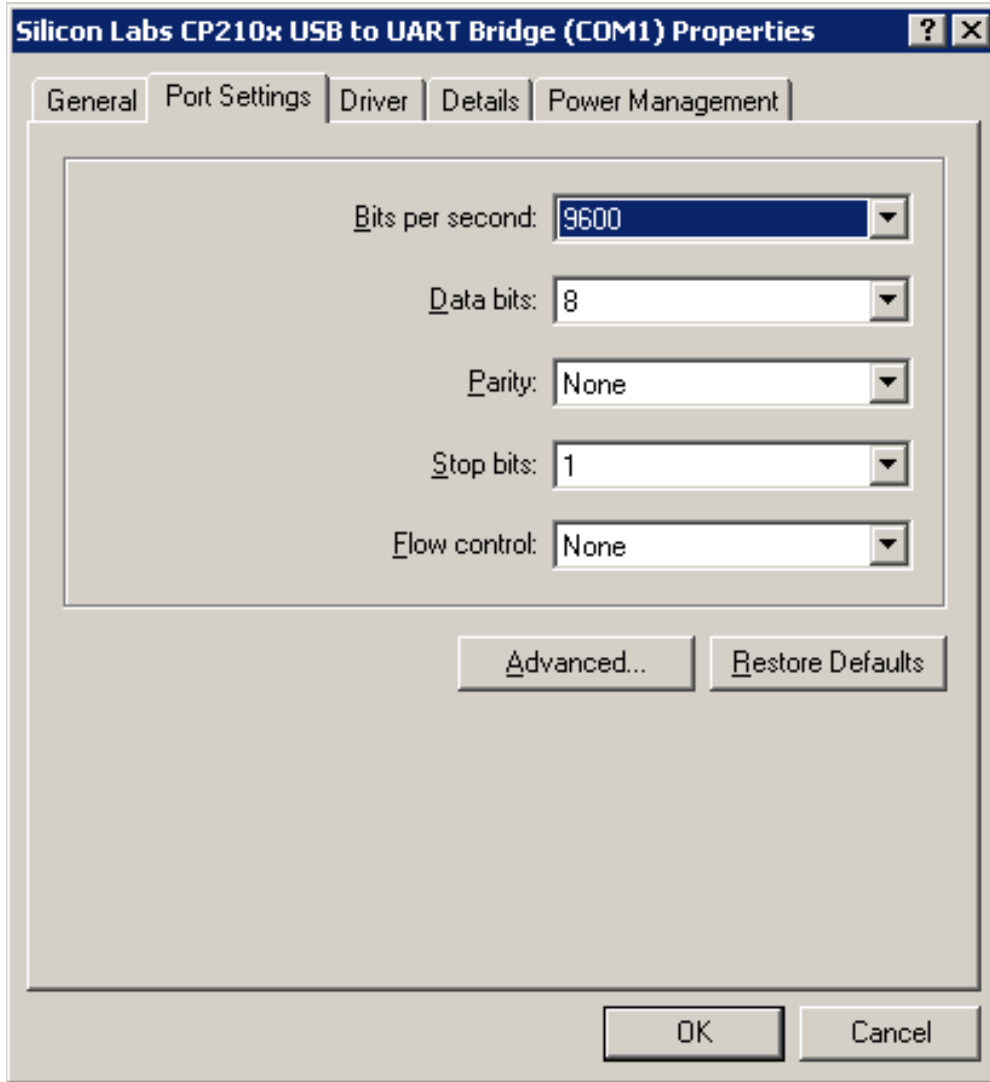 Silicon Labs CP210x USB to UART Bridge (COM1) Properties ? X
General Port Settings Driver Details Power Management
Bits per second: 9600
Data bits: 8
Parity: None
Stop bits: 1
Flow control: None
Advanced... Restore Defaults
OK Cancel